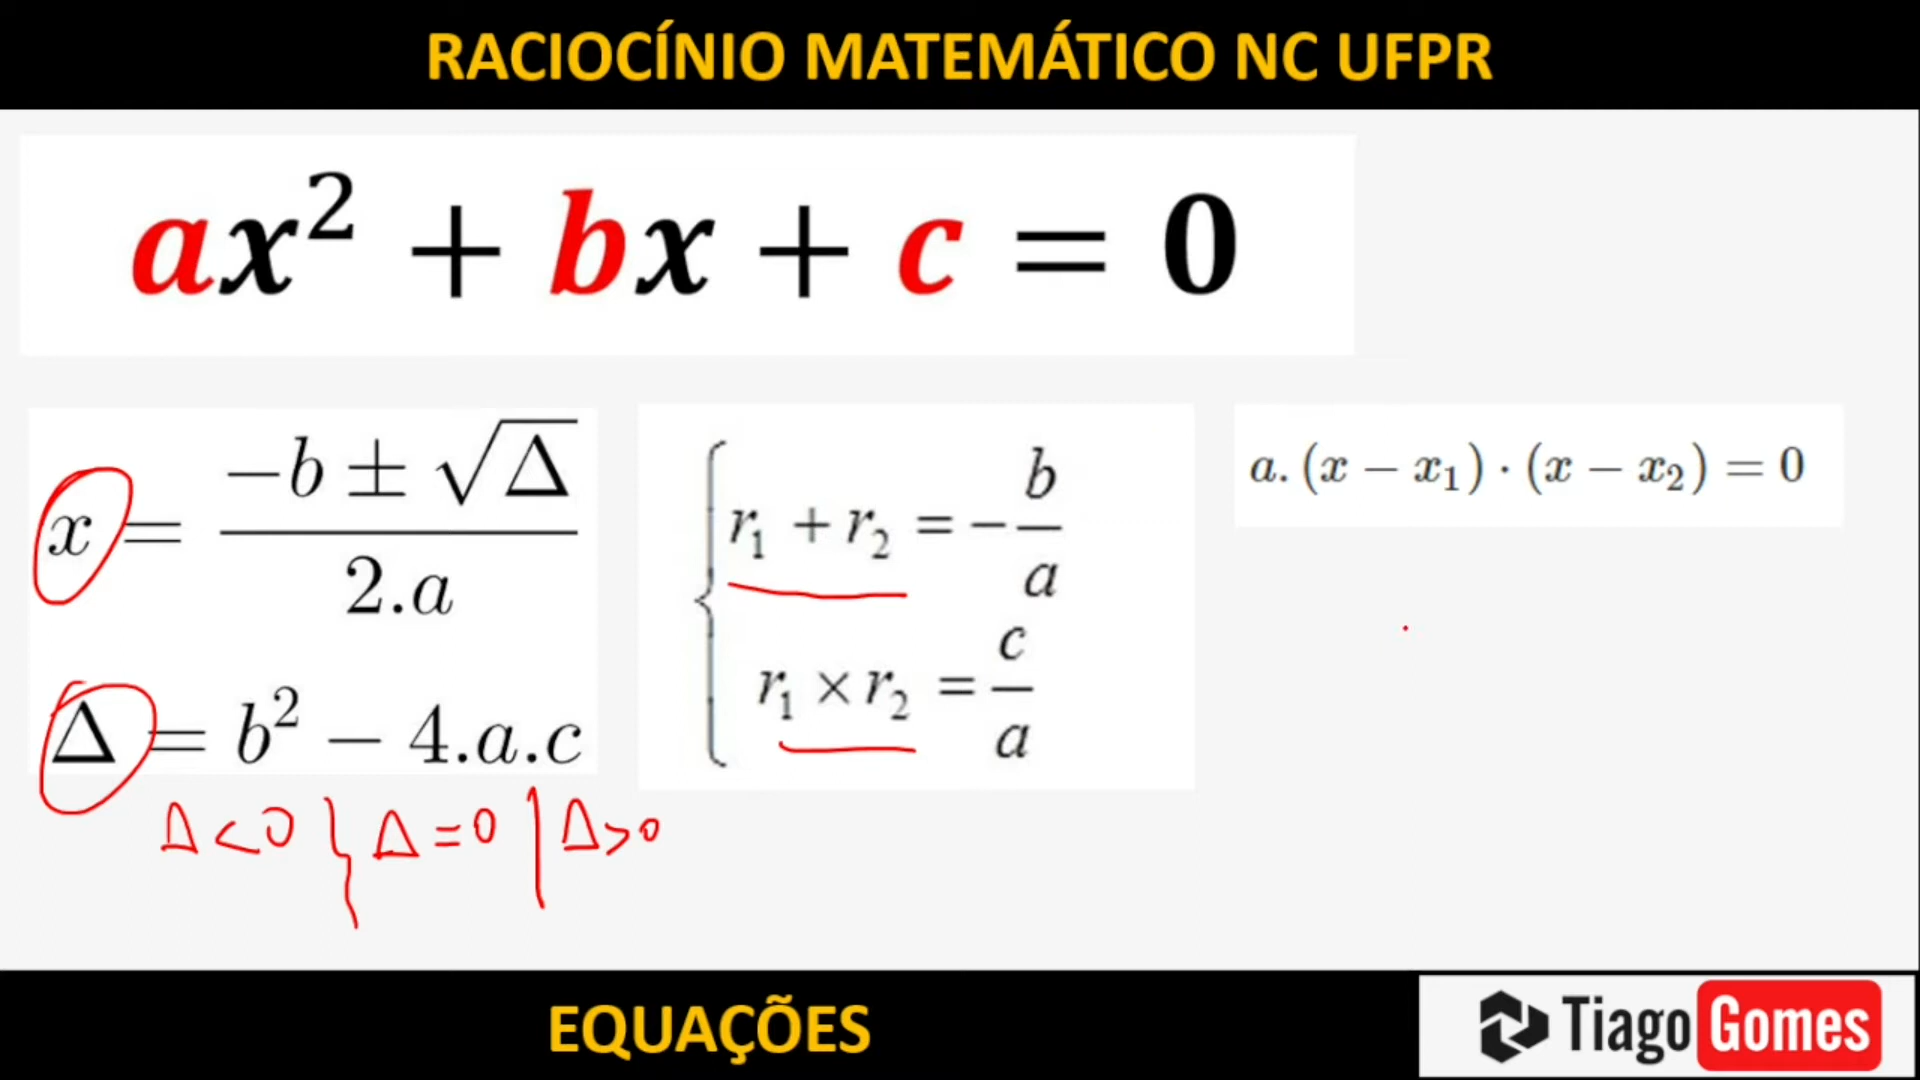 RACIOCÍNIO MATEMÁTICO NC UFPR
ax² + bx + c = 0
x = (-b ± √Δ) / 2.a
Δ = b² − 4.a.c
Δ < 0 } Δ = 0 | Δ > 0
r₁ + r₂ = −b/a
r₁ × r₂ = c/a
a. (x − x₁) · (x − x₂) = 0
EQUAÇÕES
Tiago Gomes